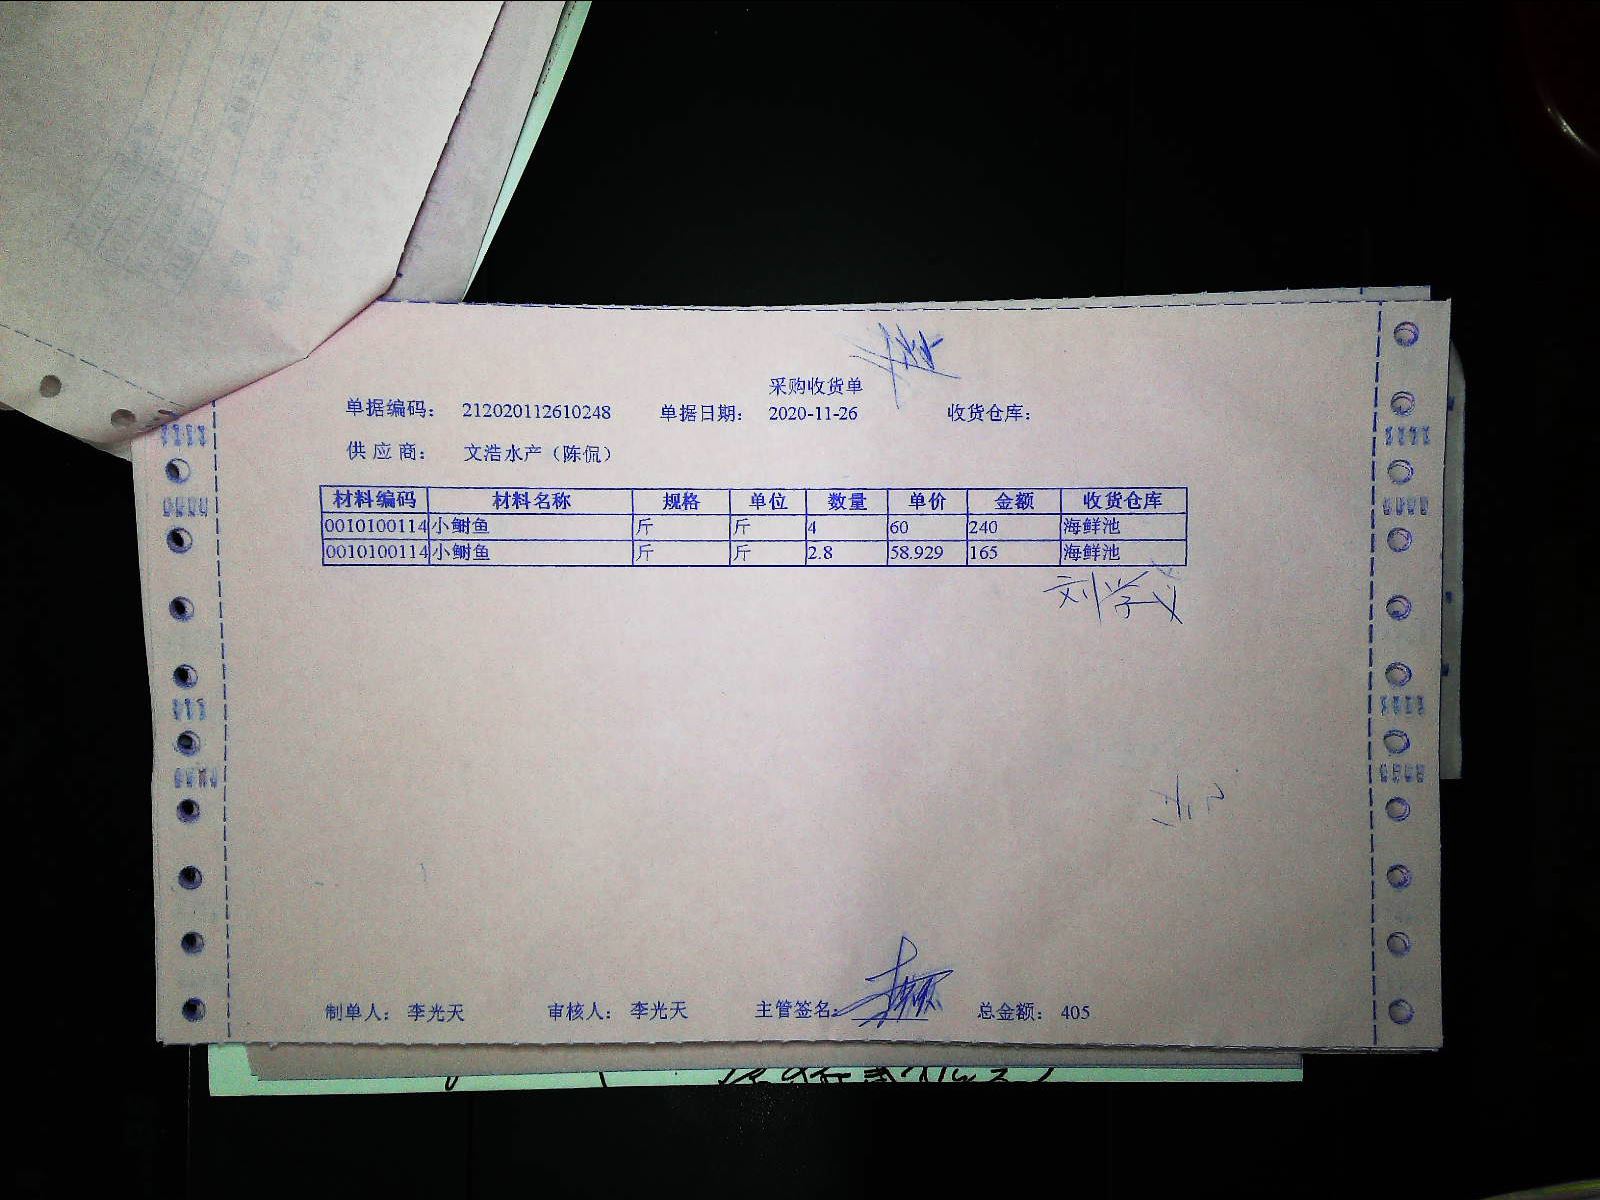 采购收货单
单据编码： 212020112610248 单据日期： 2020-11-26 收货仓库：
供 应 商： 文浩水产（陈侃）
材料编码 材料名称 规格 单位 数量 单价 金额 收货仓库
0010100114 小鲋鱼 斤 斤 4 60 240 海鲜池
0010100114 小鲋鱼 斤 斤 2.8 58.929 165 海鲜池
刘学义
制单人： 李光天 审核人： 李光天 主管签名： 总金额： 405